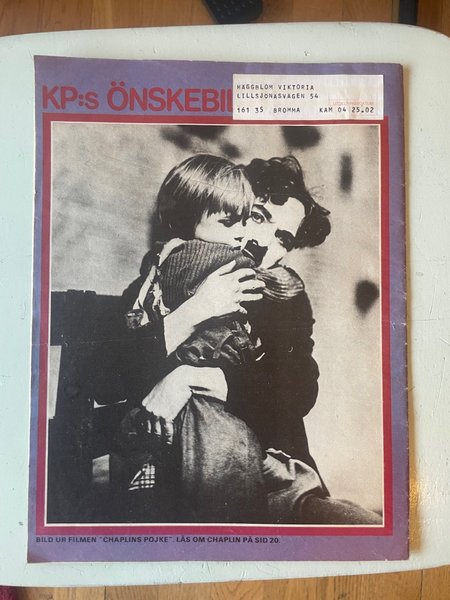 KP:s ÖNSKEBIL
HÄGGBLOM VIKTORIA
LILLSJÖNÄSVÄGEN 54
161 35 BROMMA KAM 04 25.02
BILD UR FILMEN "CHAPLINS POJKE". LÄS OM CHAPLIN PÅ SID 20.